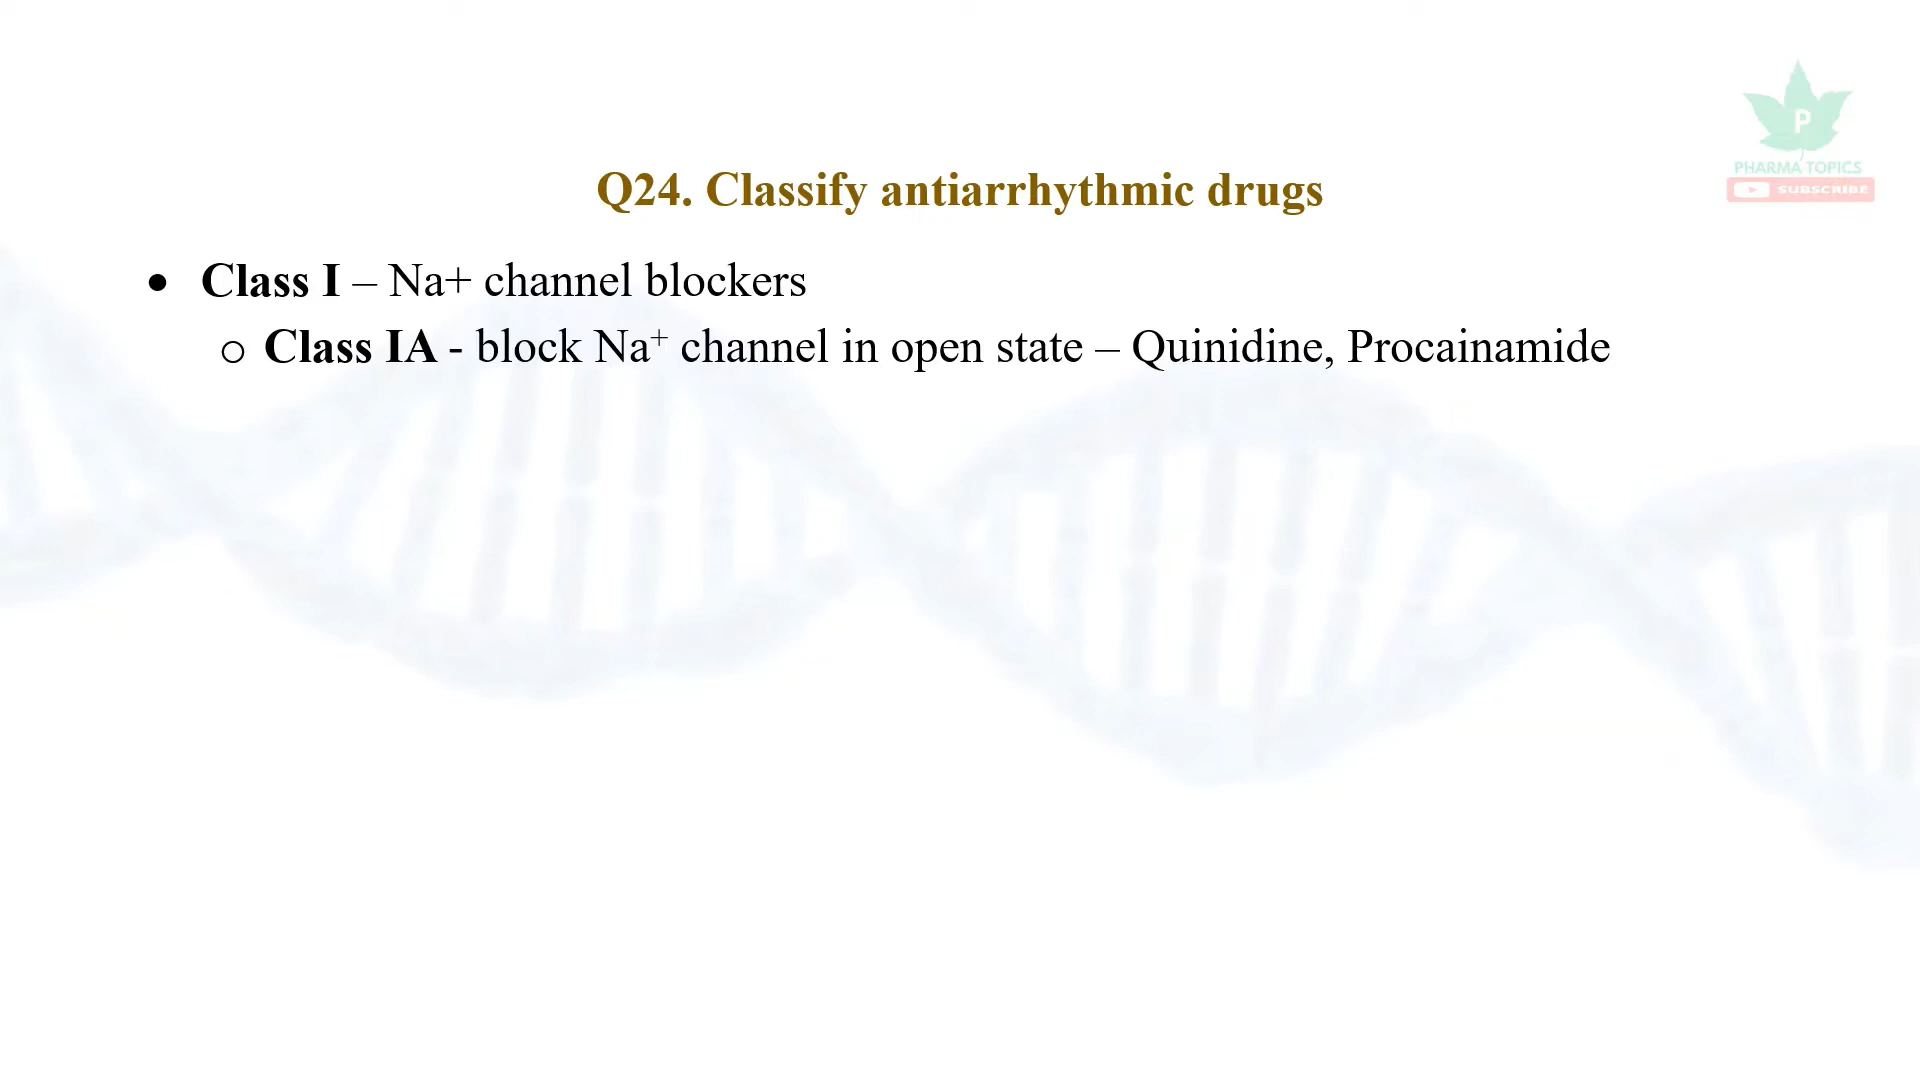 P
PHARMA TOPICS
SUBSCRIBE
Q24. Classify antiarrhythmic drugs
• Class I – Na+ channel blockers
o Class IA - block Na⁺ channel in open state – Quinidine, Procainamide